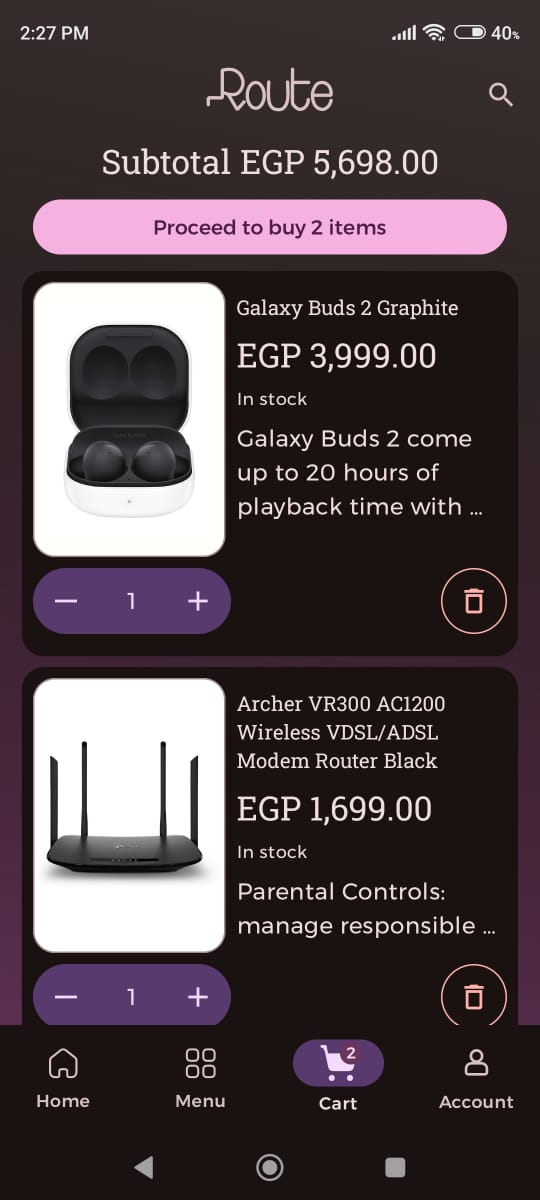 2:27 PM
40%
Route
Subtotal EGP 5,698.00
Proceed to buy 2 items
Galaxy Buds 2 Graphite
EGP 3,999.00
In stock
Galaxy Buds 2 come
up to 20 hours of
playback time with ...
1
Archer VR300 AC1200
Wireless VDSL/ADSL
Modem Router Black
EGP 1,699.00
In stock
Parental Controls:
manage responsible ...
1
2
Home
Menu
Cart
Account